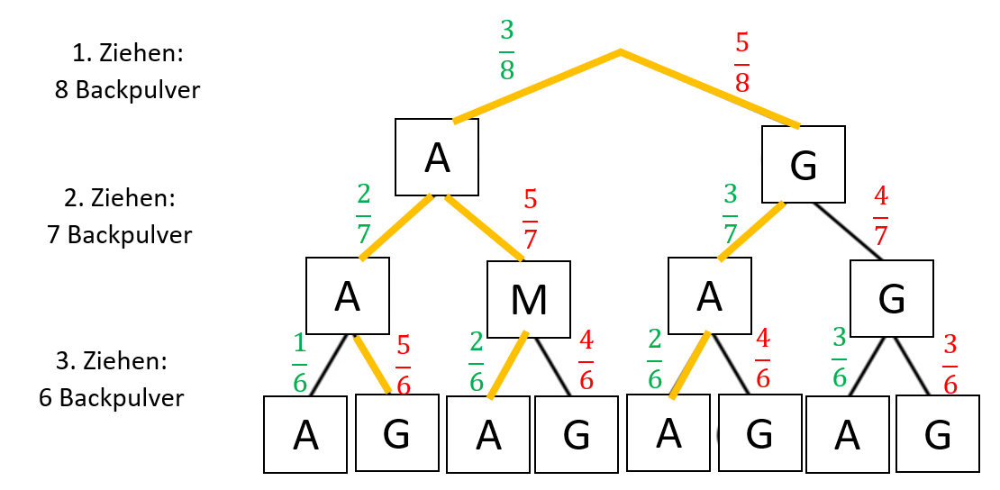 3/8
5/8
1. Ziehen:
8 Backpulver
A
G
2. Ziehen:
7 Backpulver
2/7
5/7
3/7
4/7
A
M
A
G
3. Ziehen:
6 Backpulver
1/6
5/6
2/6
4/6
2/6
4/6
3/6
3/6
A
G
A
G
A
G
A
G